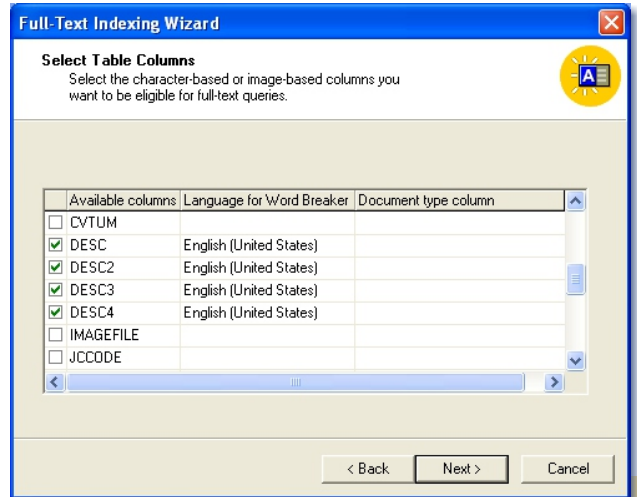 Full-Text Indexing Wizard
Select Table Columns
Select the character-based or image-based columns you
want to be eligible for full-text queries.
A
Available columns Language for Word Breaker Document type column
CVTUM
DESC English (United States)
DESC2 English (United States)
DESC3 English (United States)
DESC4 English (United States)
IMAGEFILE
JCCODE
< Back Next > Cancel